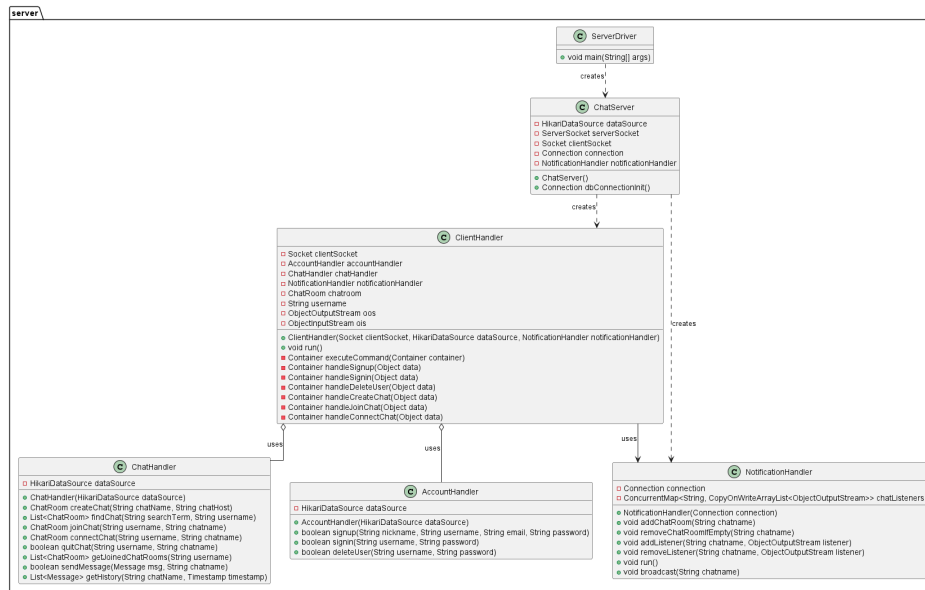 server
C ServerDriver
void main(String[] args)
creates
C ChatServer
HikariDataSource dataSource
ServerSocket serverSocket
Socket clientSocket
Connection connection
NotificationHandler notificationHandler
ChatServer()
Connection dbConnectionInit()
creates
creates
C ClientHandler
Socket clientSocket
AccountHandler accountHandler
ChatHandler chatHandler
NotificationHandler notificationHandler
ChatRoom chatroom
String username
ObjectOutputStream oos
ObjectInputStream ois
ClientHandler(Socket clientSocket, HikariDataSource dataSource, NotificationHandler notificationHandler)
void run()
Container executeCommand(Container container)
Container handleSignup(Object data)
Container handleSignin(Object data)
Container handleDeleteUser(Object data)
Container handleCreateChat(Object data)
Container handleJoinChat(Object data)
Container handleConnectChat(Object data)
uses
uses
uses
C ChatHandler
HikariDataSource dataSource
ChatHandler(HikariDataSource dataSource)
ChatRoom createChat(String chatName, String chatHost)
List<ChatRoom> findChat(String searchTerm, String username)
ChatRoom joinChat(String username, String chatname)
ChatRoom connectChat(String username, String chatname)
boolean quitChat(String username, String chatname)
List<ChatRoom> getJoinedChatRooms(String username)
boolean sendMessage(Message msg, String chatname)
List<Message> getHistory(String chatName, Timestamp timestamp)
C AccountHandler
HikariDataSource dataSource
AccountHandler(HikariDataSource dataSource)
boolean signup(String nickname, String username, String email, String password)
boolean signin(String username, String password)
boolean deleteUser(String username, String password)
C NotificationHandler
Connection connection
ConcurrentMap<String, CopyOnWriteArrayList<ObjectOutputStream>> chatListeners
NotificationHandler(Connection connection)
void addChatRoom(String chatname)
void removeChatRoomIfEmpty(String chatname)
void addListener(String chatname, ObjectOutputStream listener)
void removeListener(String chatname, ObjectOutputStream listener)
void run()
void broadcast(String chatname)